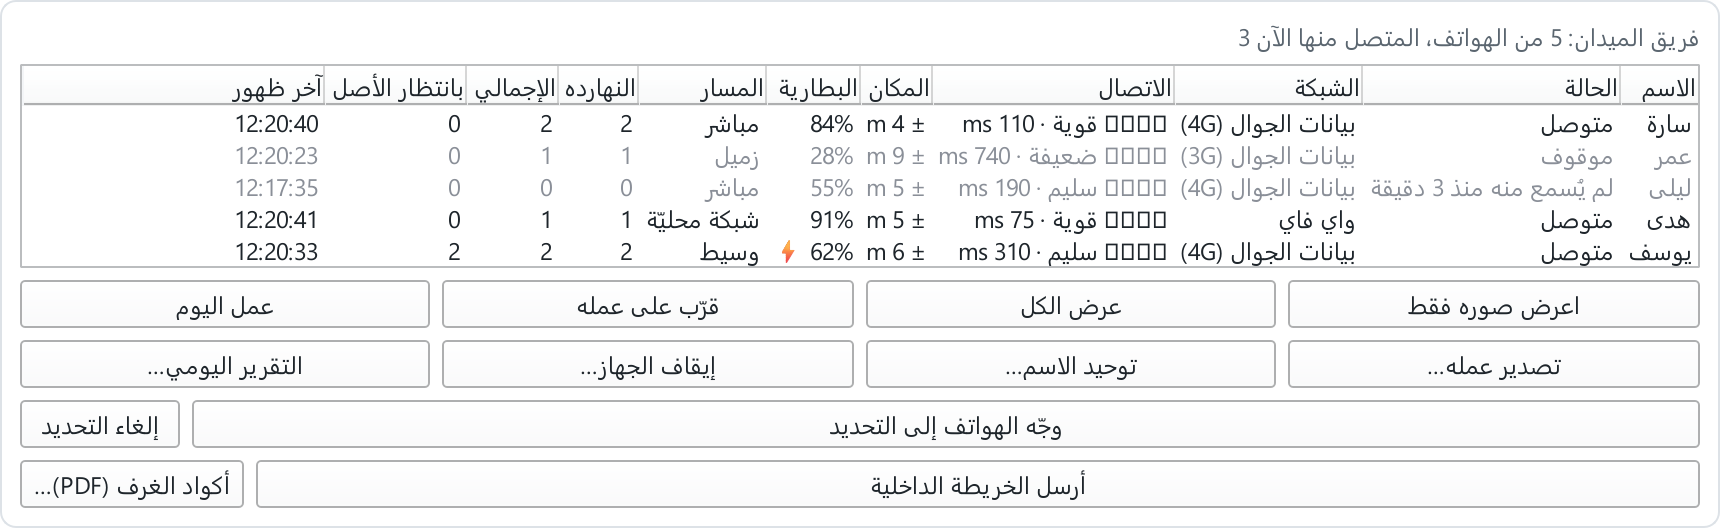 فريق الميدان: 5 من الهواتف، المتصل منها الآن 3
الاسم الحالة الشبكة الاتصال المكان البطارية المسار النهارده الإجمالي بانتظار الأصل آخر ظهور
سارة متوصل بيانات الجوال (4G) ▯▯▯▯ قوية · 110 ms ± 4 m 84% مباشر 2 2 0 12:20:40
عمر موقوف بيانات الجوال (3G) ▯▯▯▯ ضعيفة · 740 ms ± 9 m 28% زميل 1 1 0 12:20:23
ليلى لم يُسمع منه منذ 3 دقيقة بيانات الجوال (4G) ▯▯▯▯ سليم · 190 ms ± 5 m 55% مباشر 0 0 0 12:17:35
هدى متوصل واي فاي ▯▯▯▯ قوية · 75 ms ± 5 m 91% شبكة محليّة 1 1 0 12:20:41
يوسف متوصل بيانات الجوال (4G) ▯▯▯▯ سليم · 310 ms ± 6 m 62% ⚡ وسيط 2 2 2 12:20:33
اعرض صوره فقط عرض الكل قرّب على عمله عمل اليوم
تصدير عمله... توحيد الاسم... إيقاف الجهاز... التقرير اليومي...
وجّه الهواتف إلى التحديد إلغاء التحديد
أرسل الخريطة الداخلية أكواد الغرف (PDF)...